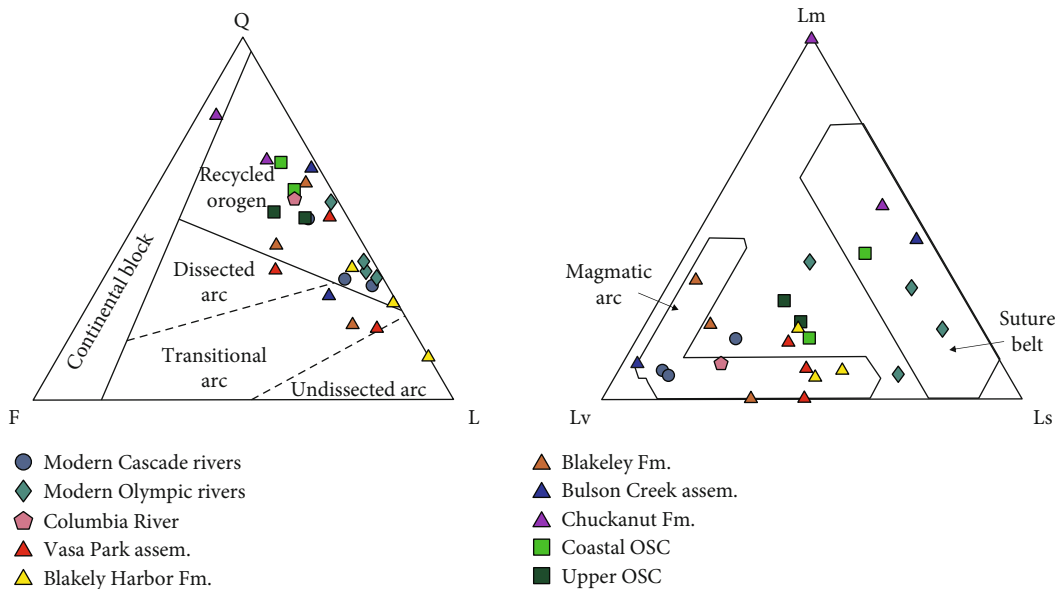 Q
Recycled
orogen
Continental block
Dissected
arc
Transitional
arc
Undissected arc
F
L
Lm
Magmatic
arc
Suture
belt
Lv
Ls
Modern Cascade rivers
Modern Olympic rivers
Columbia River
Vasa Park assem.
Blakely Harbor Fm.
Blakeley Fm.
Bulson Creek assem.
Chuckanut Fm.
Coastal OSC
Upper OSC